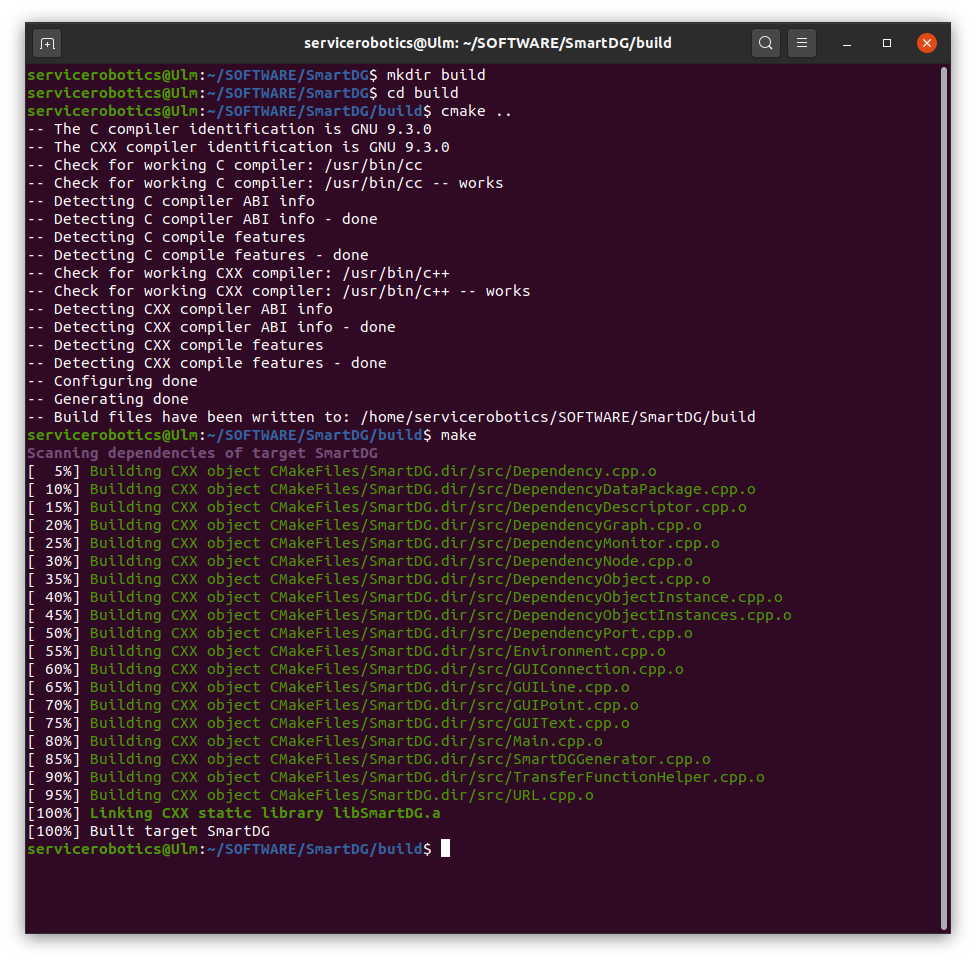 servicerobotics@Ulm: ~/SOFTWARE/SmartDG/build
servicerobotics@Ulm:~/SOFTWARE/SmartDG$ mkdir build
servicerobotics@Ulm:~/SOFTWARE/SmartDG$ cd build
servicerobotics@Ulm:~/SOFTWARE/SmartDG/build$ cmake ..
-- The C compiler identification is GNU 9.3.0
-- The CXX compiler identification is GNU 9.3.0
-- Check for working C compiler: /usr/bin/cc
-- Check for working C compiler: /usr/bin/cc -- works
-- Detecting C compiler ABI info
-- Detecting C compiler ABI info - done
-- Detecting C compile features
-- Detecting C compile features - done
-- Check for working CXX compiler: /usr/bin/c++
-- Check for working CXX compiler: /usr/bin/c++ -- works
-- Detecting CXX compiler ABI info
-- Detecting CXX compiler ABI info - done
-- Detecting CXX compile features
-- Detecting CXX compile features - done
-- Configuring done
-- Generating done
-- Build files have been written to: /home/servicerobotics/SOFTWARE/SmartDG/build
servicerobotics@Ulm:~/SOFTWARE/SmartDG/build$ make
Scanning dependencies of target SmartDG
[  5%] Building CXX object CMakeFiles/SmartDG.dir/src/Dependency.cpp.o
[ 10%] Building CXX object CMakeFiles/SmartDG.dir/src/DependencyDataPackage.cpp.o
[ 15%] Building CXX object CMakeFiles/SmartDG.dir/src/DependencyDescriptor.cpp.o
[ 20%] Building CXX object CMakeFiles/SmartDG.dir/src/DependencyGraph.cpp.o
[ 25%] Building CXX object CMakeFiles/SmartDG.dir/src/DependencyMonitor.cpp.o
[ 30%] Building CXX object CMakeFiles/SmartDG.dir/src/DependencyNode.cpp.o
[ 35%] Building CXX object CMakeFiles/SmartDG.dir/src/DependencyObject.cpp.o
[ 40%] Building CXX object CMakeFiles/SmartDG.dir/src/DependencyObjectInstance.cpp.o
[ 45%] Building CXX object CMakeFiles/SmartDG.dir/src/DependencyObjectInstances.cpp.o
[ 50%] Building CXX object CMakeFiles/SmartDG.dir/src/DependencyPort.cpp.o
[ 55%] Building CXX object CMakeFiles/SmartDG.dir/src/Environment.cpp.o
[ 60%] Building CXX object CMakeFiles/SmartDG.dir/src/GUIConnection.cpp.o
[ 65%] Building CXX object CMakeFiles/SmartDG.dir/src/GUILine.cpp.o
[ 70%] Building CXX object CMakeFiles/SmartDG.dir/src/GUIPoint.cpp.o
[ 75%] Building CXX object CMakeFiles/SmartDG.dir/src/GUIText.cpp.o
[ 80%] Building CXX object CMakeFiles/SmartDG.dir/src/Main.cpp.o
[ 85%] Building CXX object CMakeFiles/SmartDG.dir/src/SmartDGGenerator.cpp.o
[ 90%] Building CXX object CMakeFiles/SmartDG.dir/src/TransferFunctionHelper.cpp.o
[ 95%] Building CXX object CMakeFiles/SmartDG.dir/src/URL.cpp.o
[100%] Linking CXX static library libSmartDG.a
[100%] Built target SmartDG
servicerobotics@Ulm:~/SOFTWARE/SmartDG/build$